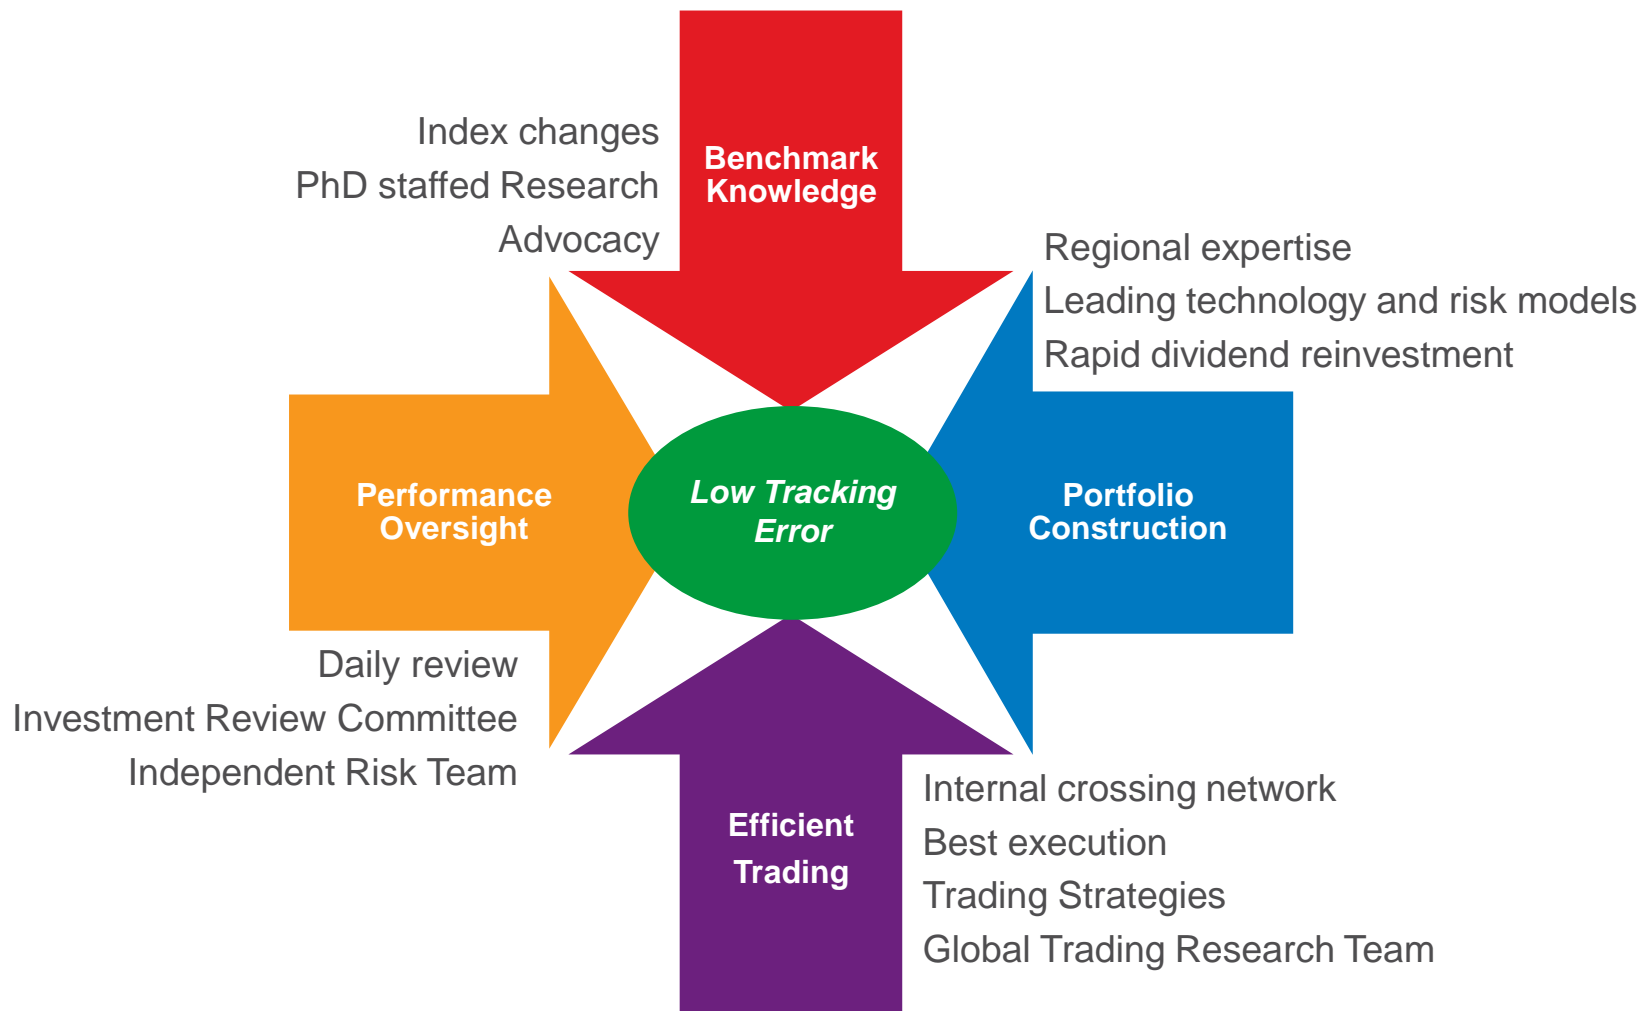 Index changes
PhD staffed Research
Advocacy
Benchmark
Knowledge
Regional expertise
Leading technology and risk models
Rapid dividend reinvestment
Performance
Oversight
Low Tracking
Error
Portfolio
Construction
Daily review
Investment Review Committee
Independent Risk Team
Efficient
Trading
Internal crossing network
Best execution
Trading Strategies
Global Trading Research Team